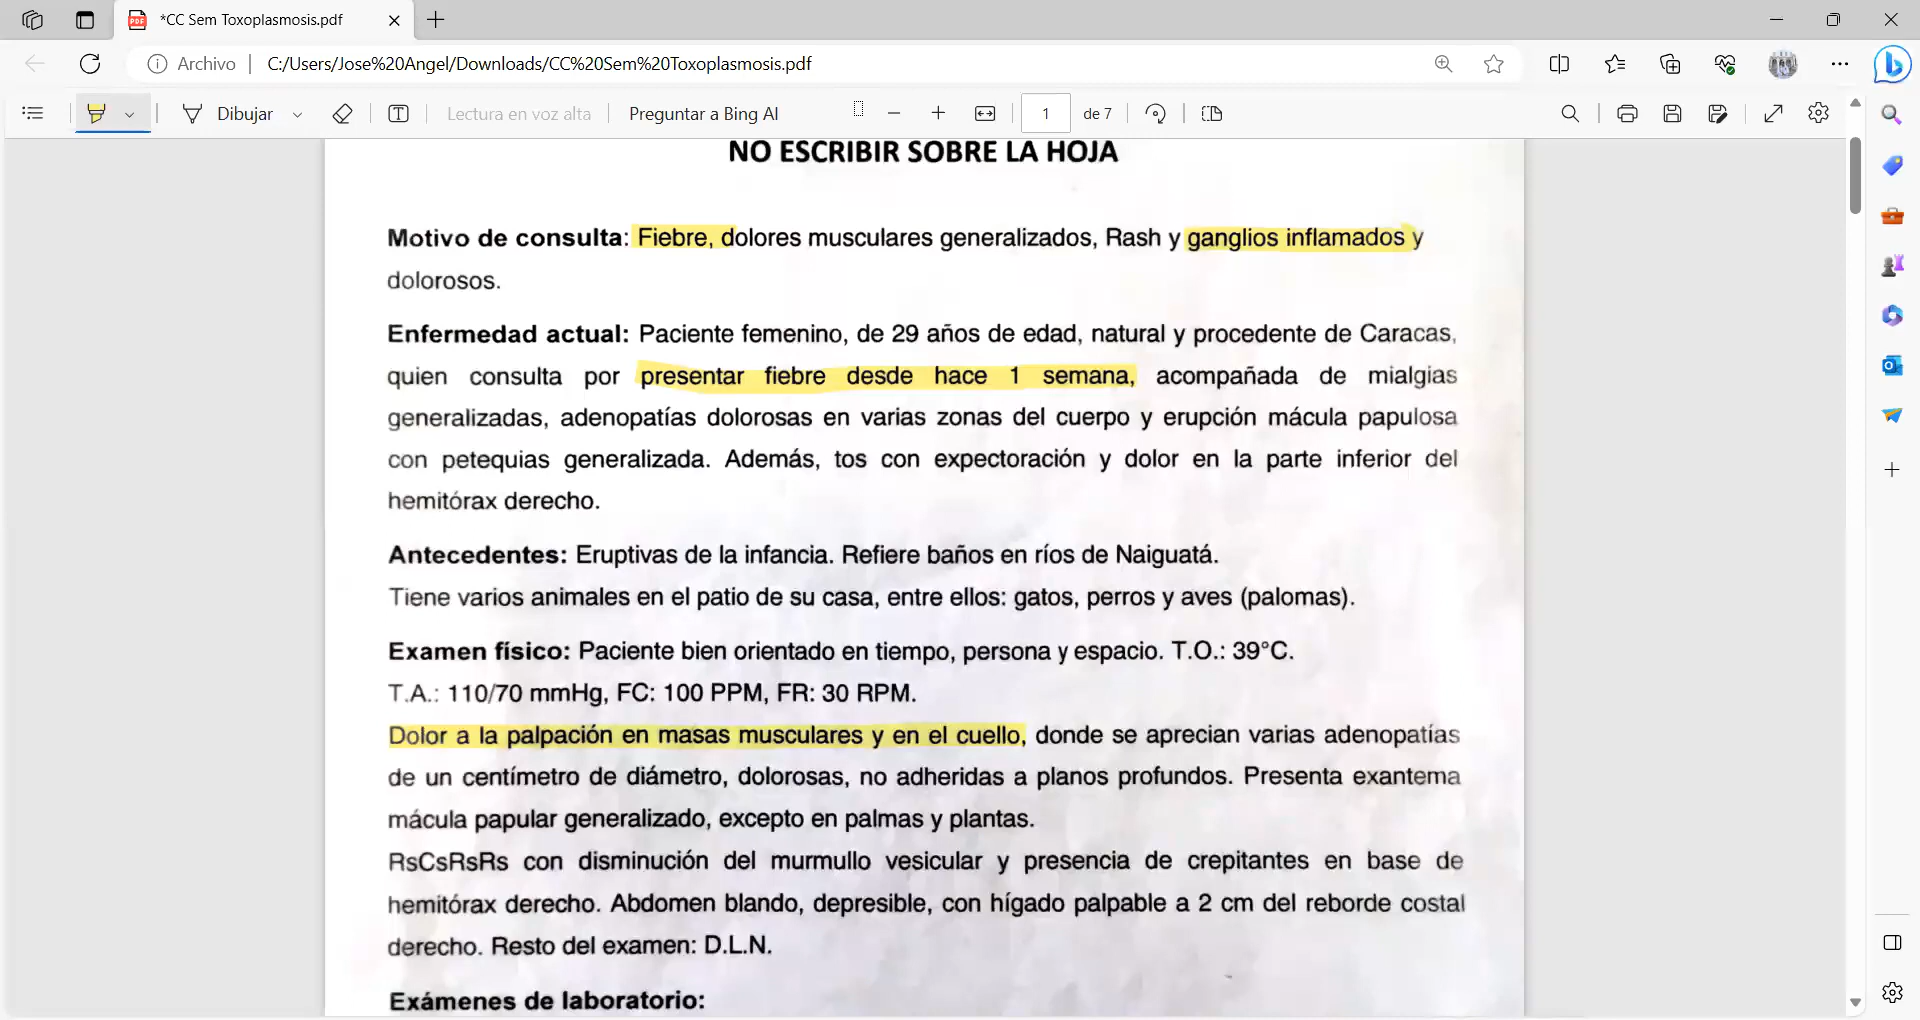 *CC Sem Toxoplasmosis.pdf
Archivo | C:/Users/Jose%20Angel/Downloads/CC%20Sem%20Toxoplasmosis.pdf
Dibujar Lectura en voz alta Preguntar a Bing AI 1 de 7
NO ESCRIBIR SOBRE LA HOJA
Motivo de consulta: Fiebre, dolores musculares generalizados, Rash y ganglios inflamados y
dolorosos.
Enfermedad actual: Paciente femenino, de 29 años de edad, natural y procedente de Caracas,
quien consulta por presentar fiebre desde hace 1 semana, acompañada de mialgias
generalizadas, adenopatías dolorosas en varias zonas del cuerpo y erupción mácula papulosa
con petequias generalizada. Además, tos con expectoración y dolor en la parte inferior del
hemitórax derecho.
Antecedentes: Eruptivas de la infancia. Refiere baños en ríos de Naiguatá.
Tiene varios animales en el patio de su casa, entre ellos: gatos, perros y aves (palomas).
Examen físico: Paciente bien orientado en tiempo, persona y espacio. T.O.: 39°C.
T.A.: 110/70 mmHg, FC: 100 PPM, FR: 30 RPM.
Dolor a la palpación en masas musculares y en el cuello, donde se aprecian varias adenopatías
de un centímetro de diámetro, dolorosas, no adheridas a planos profundos. Presenta exantema
mácula papular generalizado, excepto en palmas y plantas.
RsCsRsRs con disminución del murmullo vesicular y presencia de crepitantes en base de
hemitórax derecho. Abdomen blando, depresible, con hígado palpable a 2 cm del reborde costal
derecho. Resto del examen: D.L.N.
Exámenes de laboratorio: